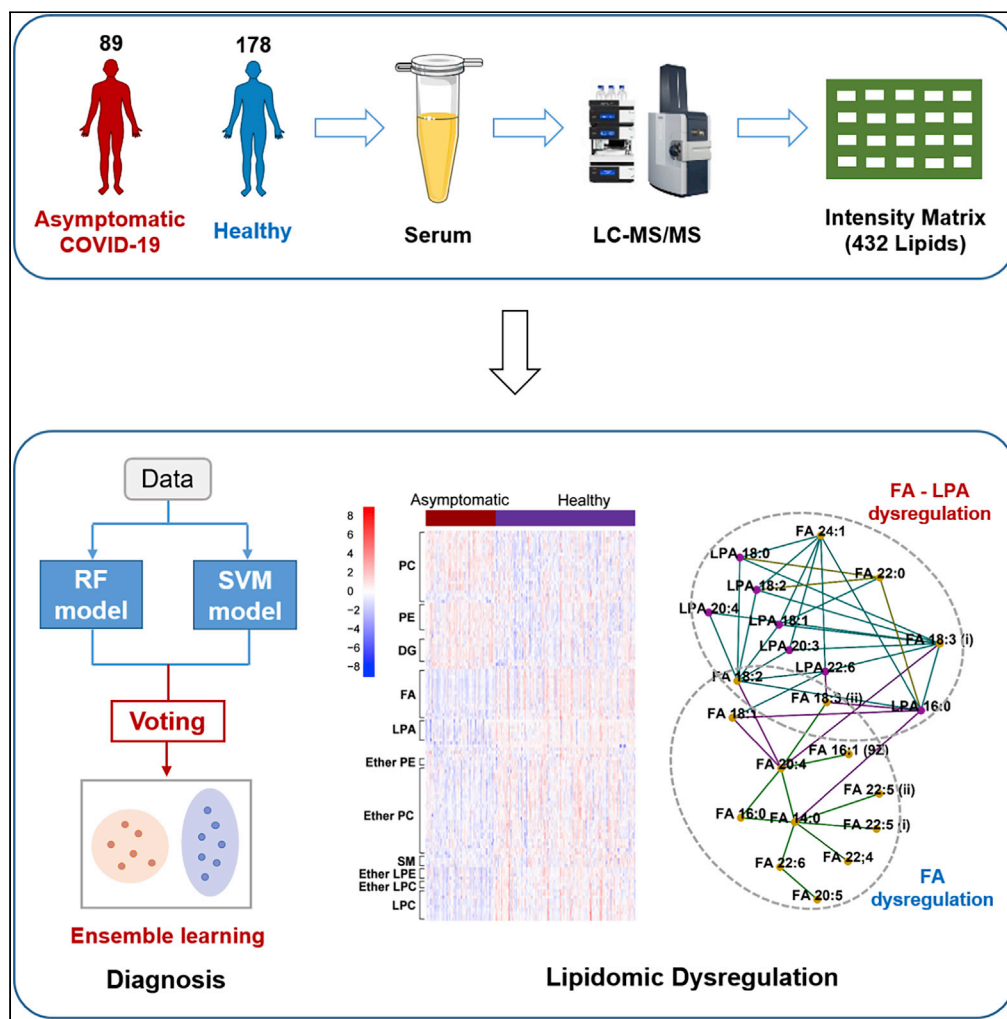 89
178
Asymptomatic
COVID-19
Healthy
Serum
LC-MS/MS
Intensity Matrix
(432 Lipids)
Data
RF
model
SVM
model
Voting
Ensemble learning
Diagnosis
8
6
4
2
0
−2
−4
−6
−8
Asymptomatic
Healthy
PC
PE
DG
FA
LPA
Ether PE
Ether PC
SM
Ether LPE
Ether LPC
LPC
FA - LPA
dysregulation
FA 24:1
LPA 18:0
FA 22:0
LPA 18:2
LPA 20:4
LPA 18:1
FA 18:3 (i)
LPA 20:3
LPA 22:6
FA 18:2
FA 18:3 (ii)
LPA 16:0
FA 18:1
FA 16:1 (9Z)
FA 20:4
FA 22:5 (ii)
FA 16:0
FA 14:0
FA 22:5 (i)
FA 22:6
FA 22;4
FA 20:5
FA
dysregulation
Lipidomic Dysregulation